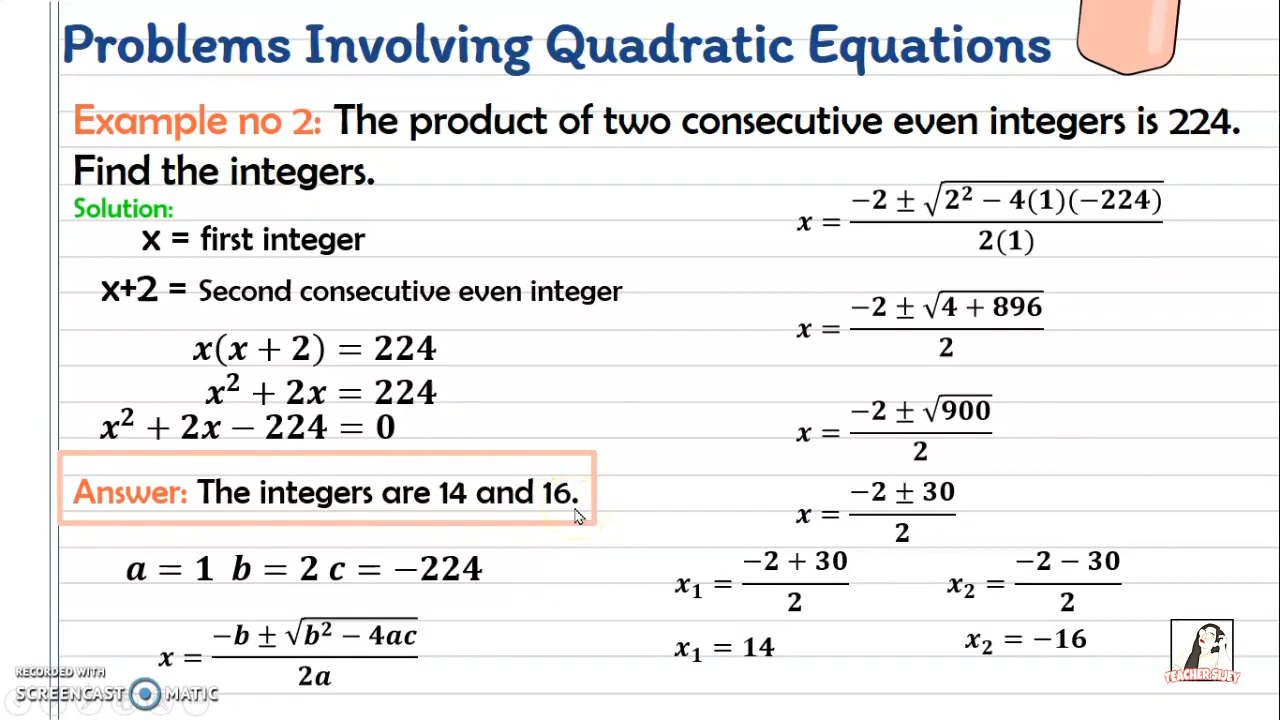 Problems Involving Quadratic Equations
Example no 2: The product of two consecutive even integers is 224.
Find the integers.
Solution:
x = first integer
x+2 = Second consecutive even integer
x(x + 2) = 224
x² + 2x = 224
x² + 2x − 224 = 0
Answer: The integers are 14 and 16.
a = 1 b = 2 c = −224
x = (−b ± √(b² − 4ac)) / 2a
x = (−2 ± √(2² − 4(1)(−224))) / 2(1)
x = (−2 ± √(4 + 896)) / 2
x = (−2 ± √900) / 2
x = (−2 ± 30) / 2
x₁ = (−2 + 30) / 2
x₂ = (−2 − 30) / 2
x₁ = 14
x₂ = −16
RECORDED WITH
SCREENCAST MATIC
TEACHER SIJEY